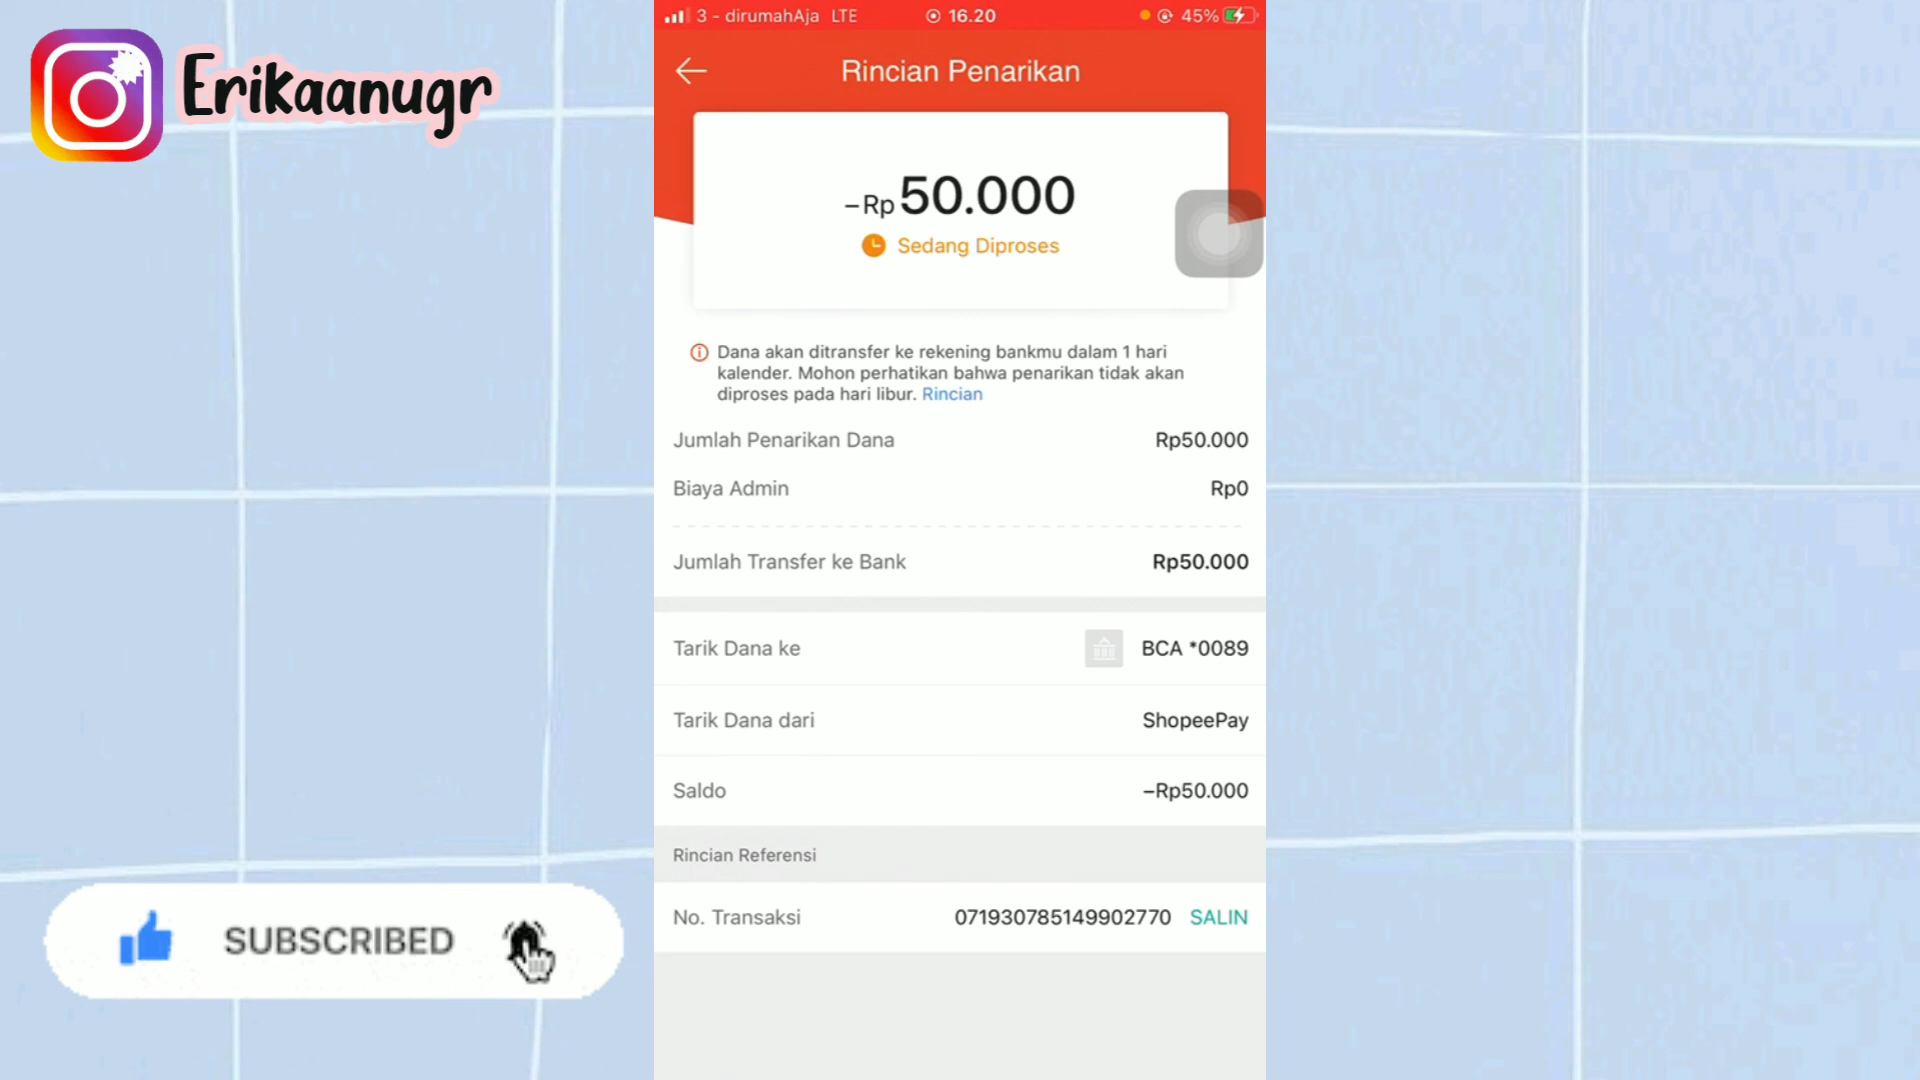 Erikaanugr
3 - dirumahAja LTE
16.20
45%
Rincian Penarikan
–Rp50.000
Sedang Diproses
Dana akan ditransfer ke rekening bankmu dalam 1 hari
kalender. Mohon perhatikan bahwa penarikan tidak akan
diproses pada hari libur. Rincian
Jumlah Penarikan Dana Rp50.000
Biaya Admin Rp0
Jumlah Transfer ke Bank Rp50.000
Tarik Dana ke BCA *0089
Tarik Dana dari ShopeePay
Saldo –Rp50.000
Rincian Referensi
No. Transaksi 071930785149902770 SALIN
SUBSCRIBED